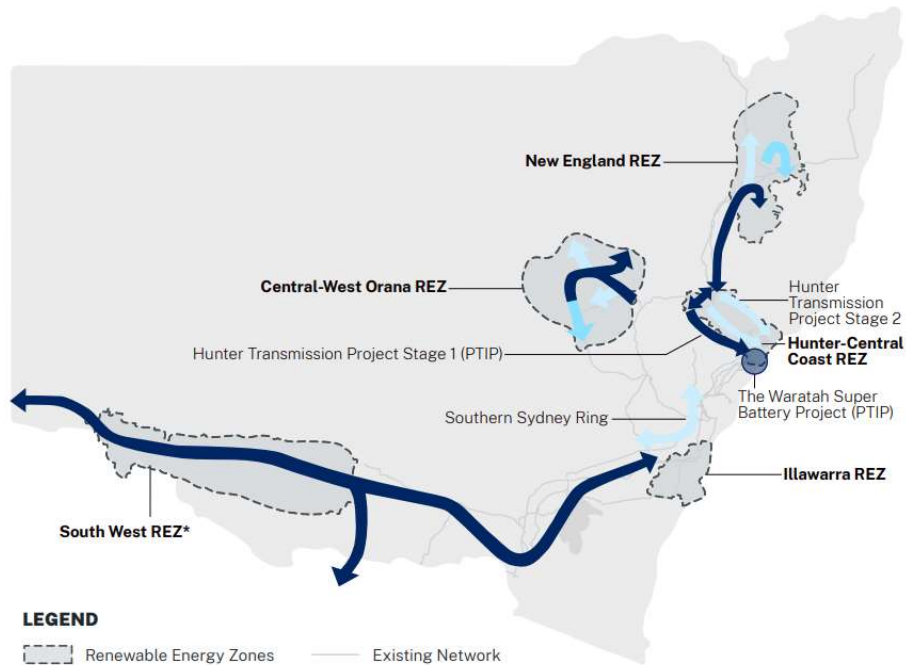 New England REZ
Central-West Orana REZ
Hunter
Transmission
Project Stage 2
Hunter Transmission Project Stage 1 (PTIP)
Hunter-Central
Coast REZ
The Waratah Super
Battery Project (PTIP)
Southern Sydney Ring
Illawarra REZ
South West REZ*
LEGEND
Renewable Energy Zones
Existing Network